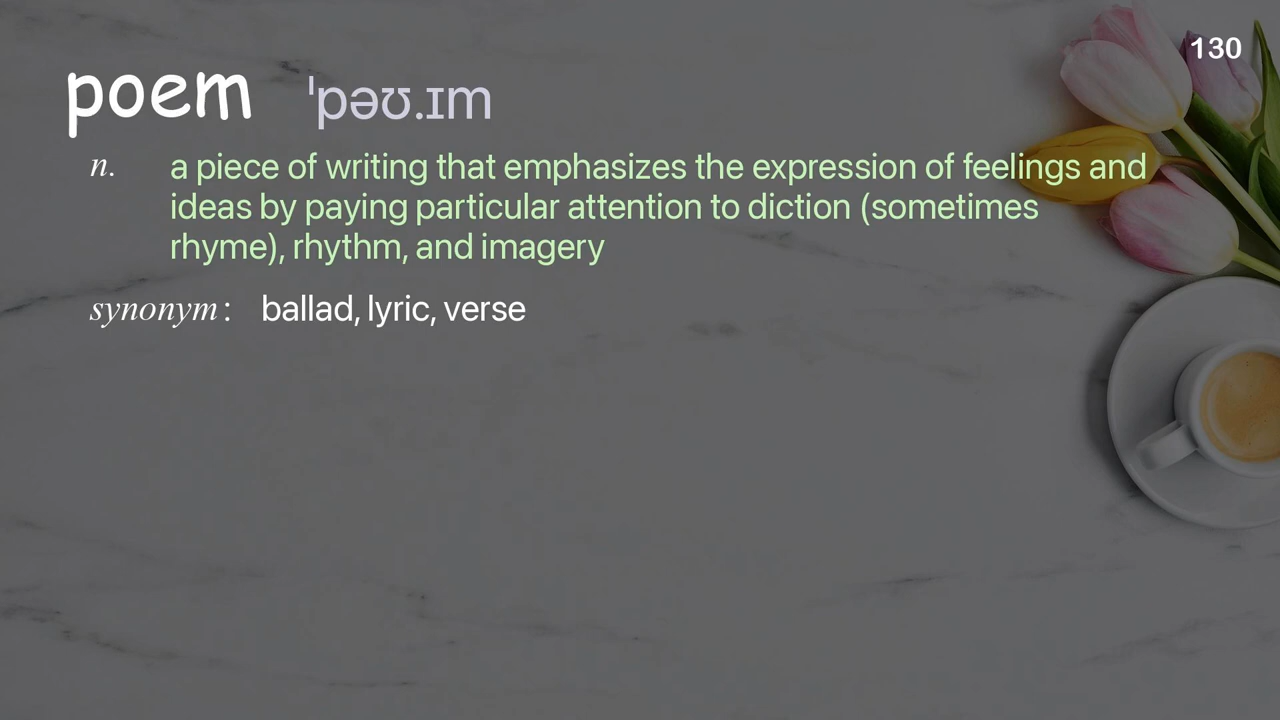 130
poem ˈpəʊ.ɪm
n. a piece of writing that emphasizes the expression of feelings and
ideas by paying particular attention to diction (sometimes
rhyme), rhythm, and imagery
synonym: ballad, lyric, verse